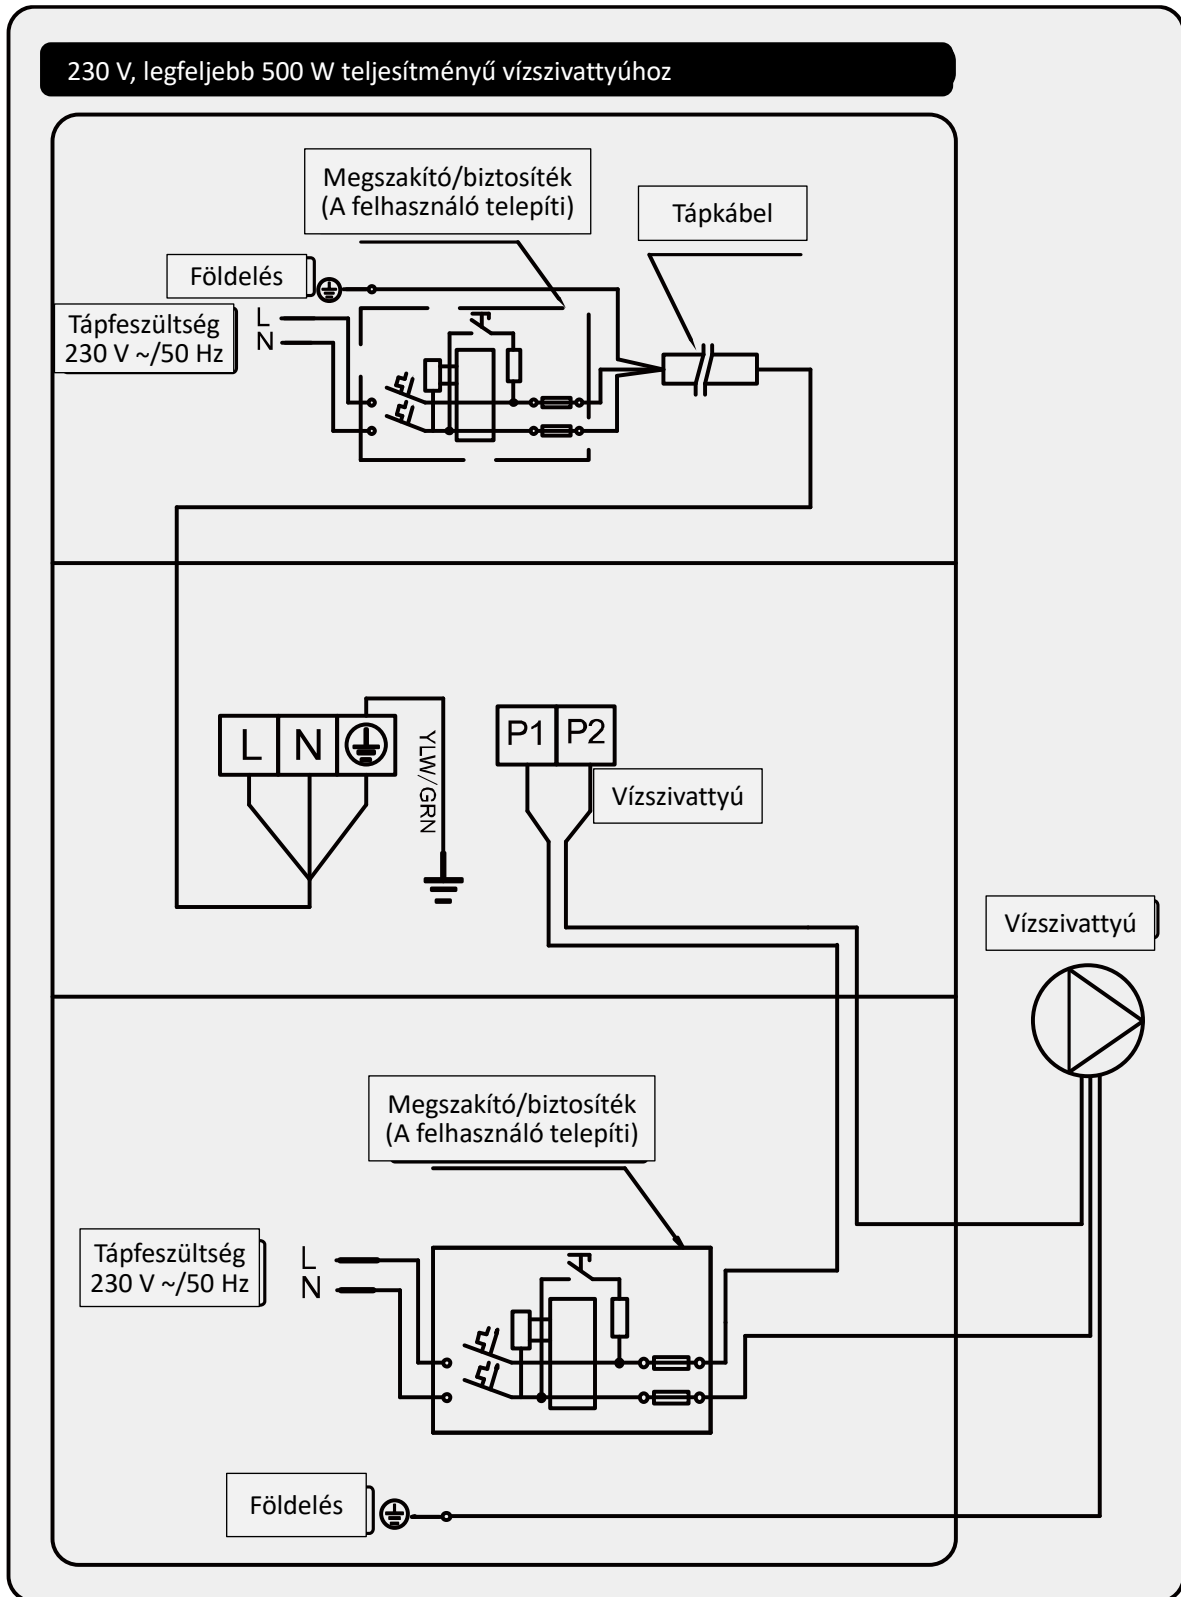 230 V, legfeljebb 500 W teljesítményű vízszivattyúhoz
Megszakító/biztosíték
(A felhasználó telepíti)
Tápkábel
Földelés
Tápfeszültség
230 V ~/50 Hz
L
N
L N
YLW/GRN
P1 P2
Vízszivattyú
Vízszivattyú
Megszakító/biztosíték
(A felhasználó telepíti)
Tápfeszültség
230 V ~/50 Hz
L
N
Földelés